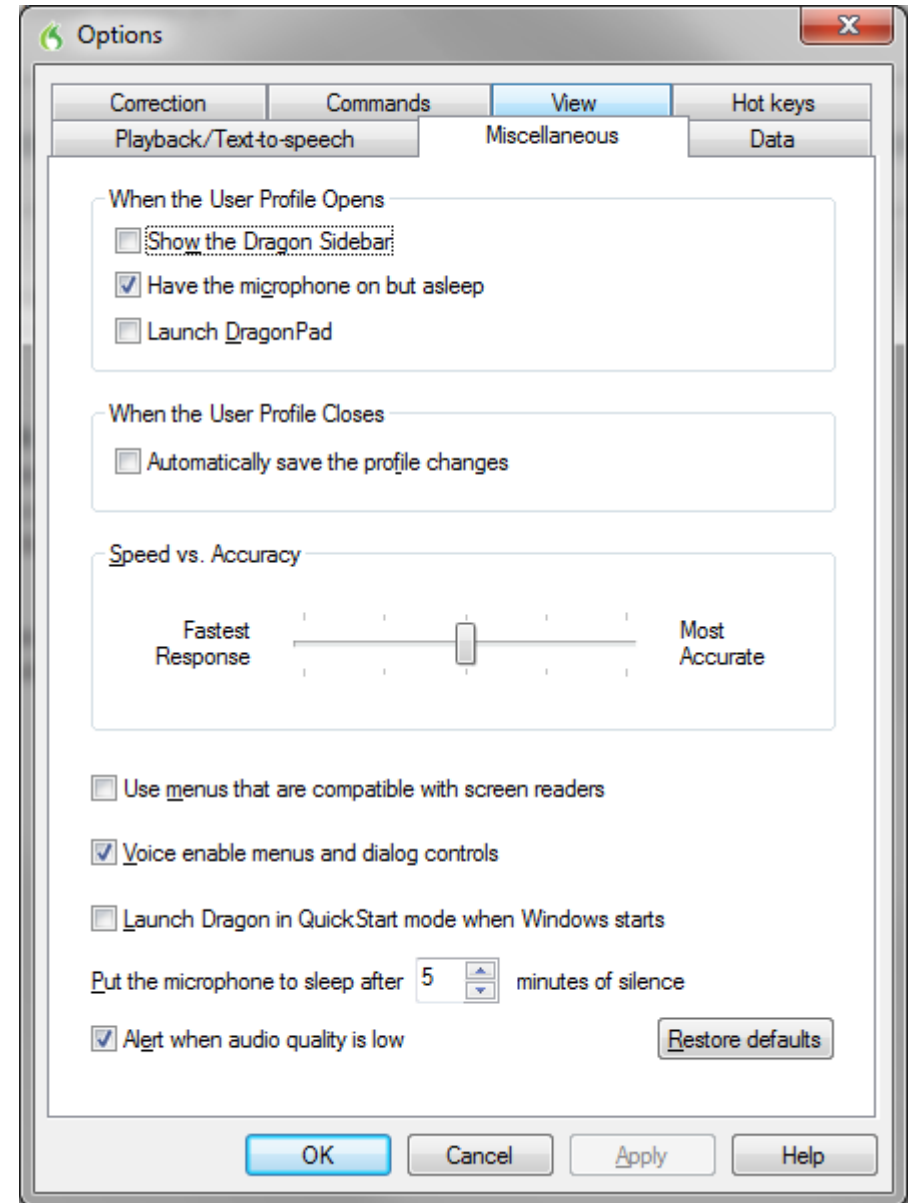 Options
Correction Commands View Hot keys
Playback/Text-to-speech Miscellaneous Data
When the User Profile Opens
Show the Dragon Sidebar
Have the microphone on but asleep
Launch DragonPad
When the User Profile Closes
Automatically save the profile changes
Speed vs. Accuracy
Fastest Most
Response Accurate
Use menus that are compatible with screen readers
Voice enable menus and dialog controls
Launch Dragon in QuickStart mode when Windows starts
Put the microphone to sleep after 5 minutes of silence
Alert when audio quality is low Restore defaults
OK Cancel Apply Help